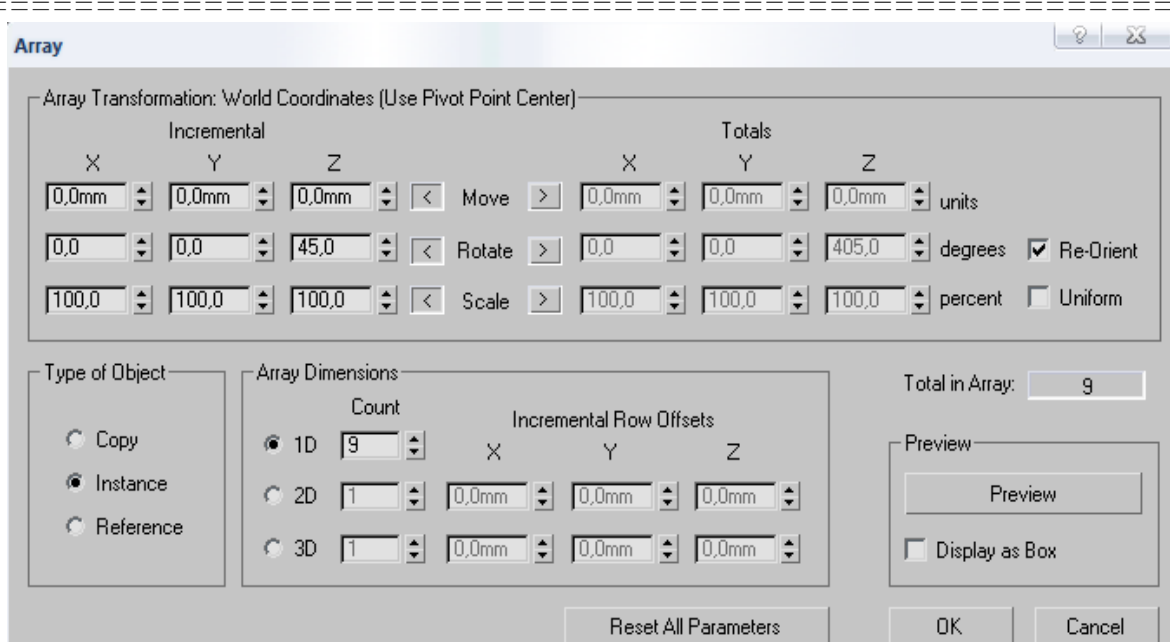 Array
Array Transformation: World Coordinates (Use Pivot Point Center)
Incremental Totals
X Y Z X Y Z
0,0mm 0,0mm 0,0mm < Move > 0,0mm 0,0mm 0,0mm units
0,0 0,0 45,0 < Rotate > 0,0 0,0 405,0 degrees Re-Orient
100,0 100,0 100,0 < Scale > 100,0 100,0 100,0 percent Uniform
Type of Object
Copy
Instance
Reference
Array Dimensions
Count
Incremental Row Offsets
1D 9 X Y Z
2D 1 0,0mm 0,0mm 0,0mm
3D 1 0,0mm 0,0mm 0,0mm
Total in Array: 9
Preview
Preview
Display as Box
Reset All Parameters OK Cancel